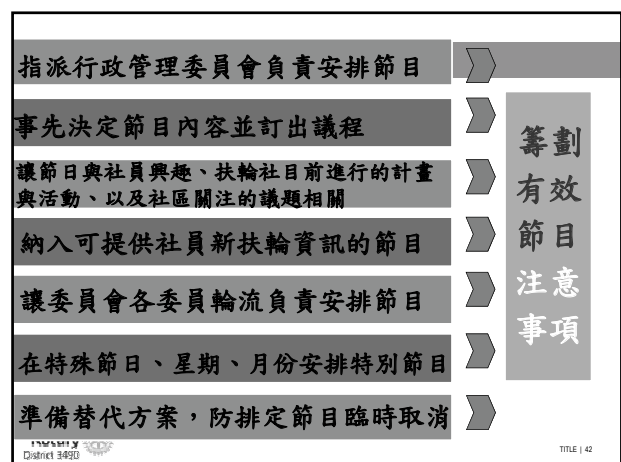 指派行政管理委員會負責安排節目
事先決定節目內容並訂出議程
讓節日與社員興趣、扶輪社目前進行的計畫
與活動、以及社區關注的議題相關
納入可提供社員新扶輪資訊的節目
讓委員會各委員輪流負責安排節目
在特殊節日、星期、月份安排特別節目
準備替代方案，防排定節目臨時取消
籌劃
有效
節目
注意
事項
Rotary
District 3490
TITLE | 42